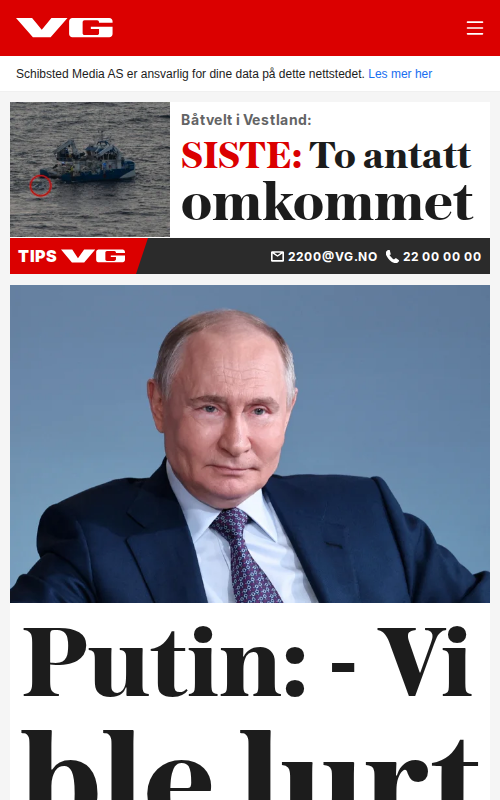 VG
Schibsted Media AS er ansvarlig for dine data på dette nettstedet. Les mer her
Båtvelt i Vestland:
SISTE: To antatt
omkommet
TIPS VG 2200@VG.NO 22 00 00 00
Putin: - Vi
ble lurt